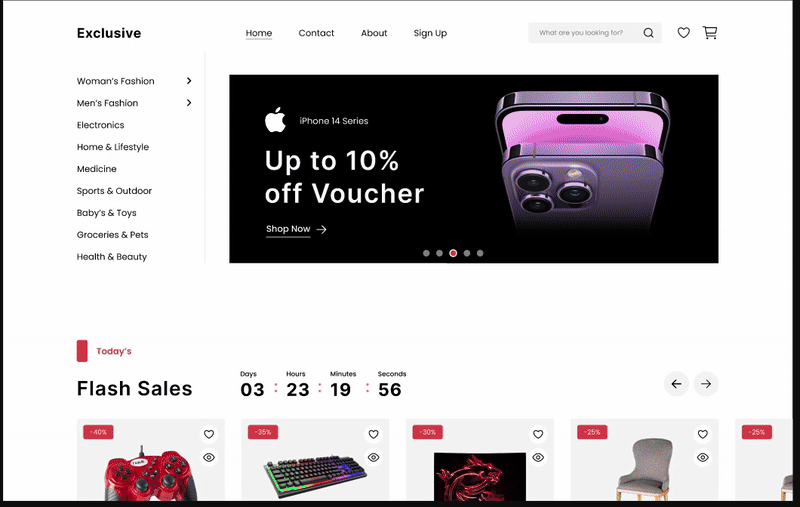 Exclusive
Home
Contact
About
Sign Up
What are you looking for?
Woman's Fashion
Men's Fashion
Electronics
Home & Lifestyle
Medicine
Sports & Outdoor
Baby's & Toys
Groceries & Pets
Health & Beauty
iPhone 14 Series
Up to 10%
off Voucher
Shop Now
Today's
Flash Sales
Days
Hours
Minutes
Seconds
03 : 23 : 19 : 56
-40%
-35%
-30%
-25%
-25%